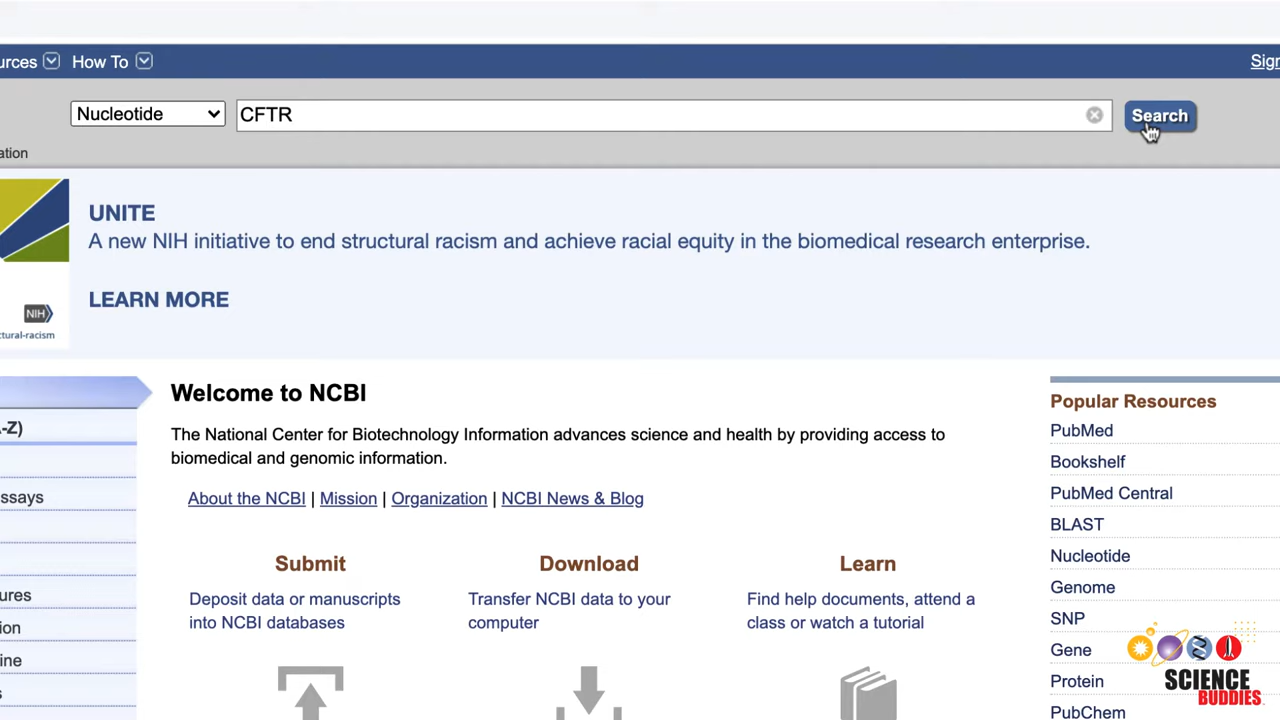 urces How To
Sign
Nucleotide CFTR Search
ation
UNITE
A new NIH initiative to end structural racism and achieve racial equity in the biomedical research enterprise.
LEARN MORE
NIH
ctural-racism
Welcome to NCBI
The National Center for Biotechnology Information advances science and health by providing access to
biomedical and genomic information.
About the NCBI | Mission | Organization | NCBI News & Blog
Submit
Deposit data or manuscripts
into NCBI databases
Download
Transfer NCBI data to your
computer
Learn
Find help documents, attend a
class or watch a tutorial
-Z)
ssays
ures
ion
ine
s
Popular Resources
PubMed
Bookshelf
PubMed Central
BLAST
Nucleotide
Genome
SNP
Gene
Protein
PubChem
SCIENCE
BUDDIES